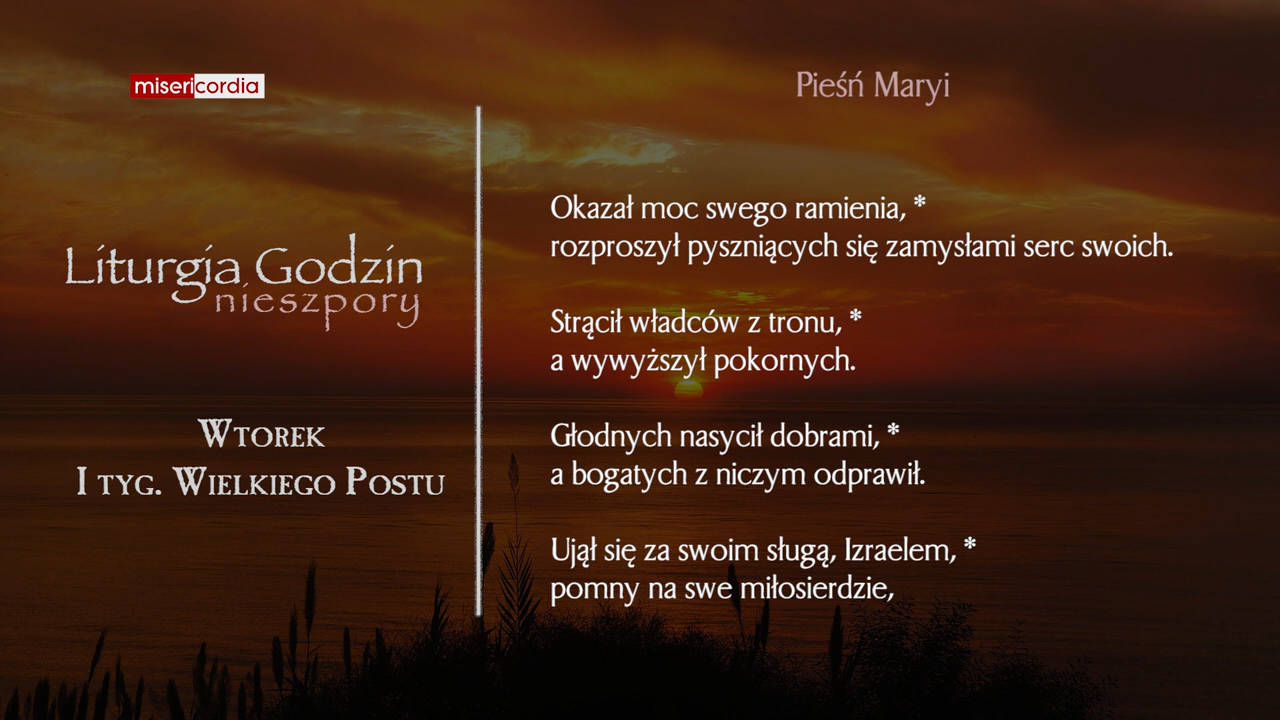 misericordia
Liturgia Godzin
nieszpory
Wtorek
I tyg. Wielkiego Postu
Pieśń Maryi
Okazał moc swego ramienia, *
rozproszył pyszniących się zamysłami serc swoich.
Strącił władców z tronu, *
a wywyższył pokornych.
Głodnych nasycił dobrami, *
a bogatych z niczym odprawił.
Ujął się za swoim sługą, Izraelem, *
pomny na swe miłosierdzie,